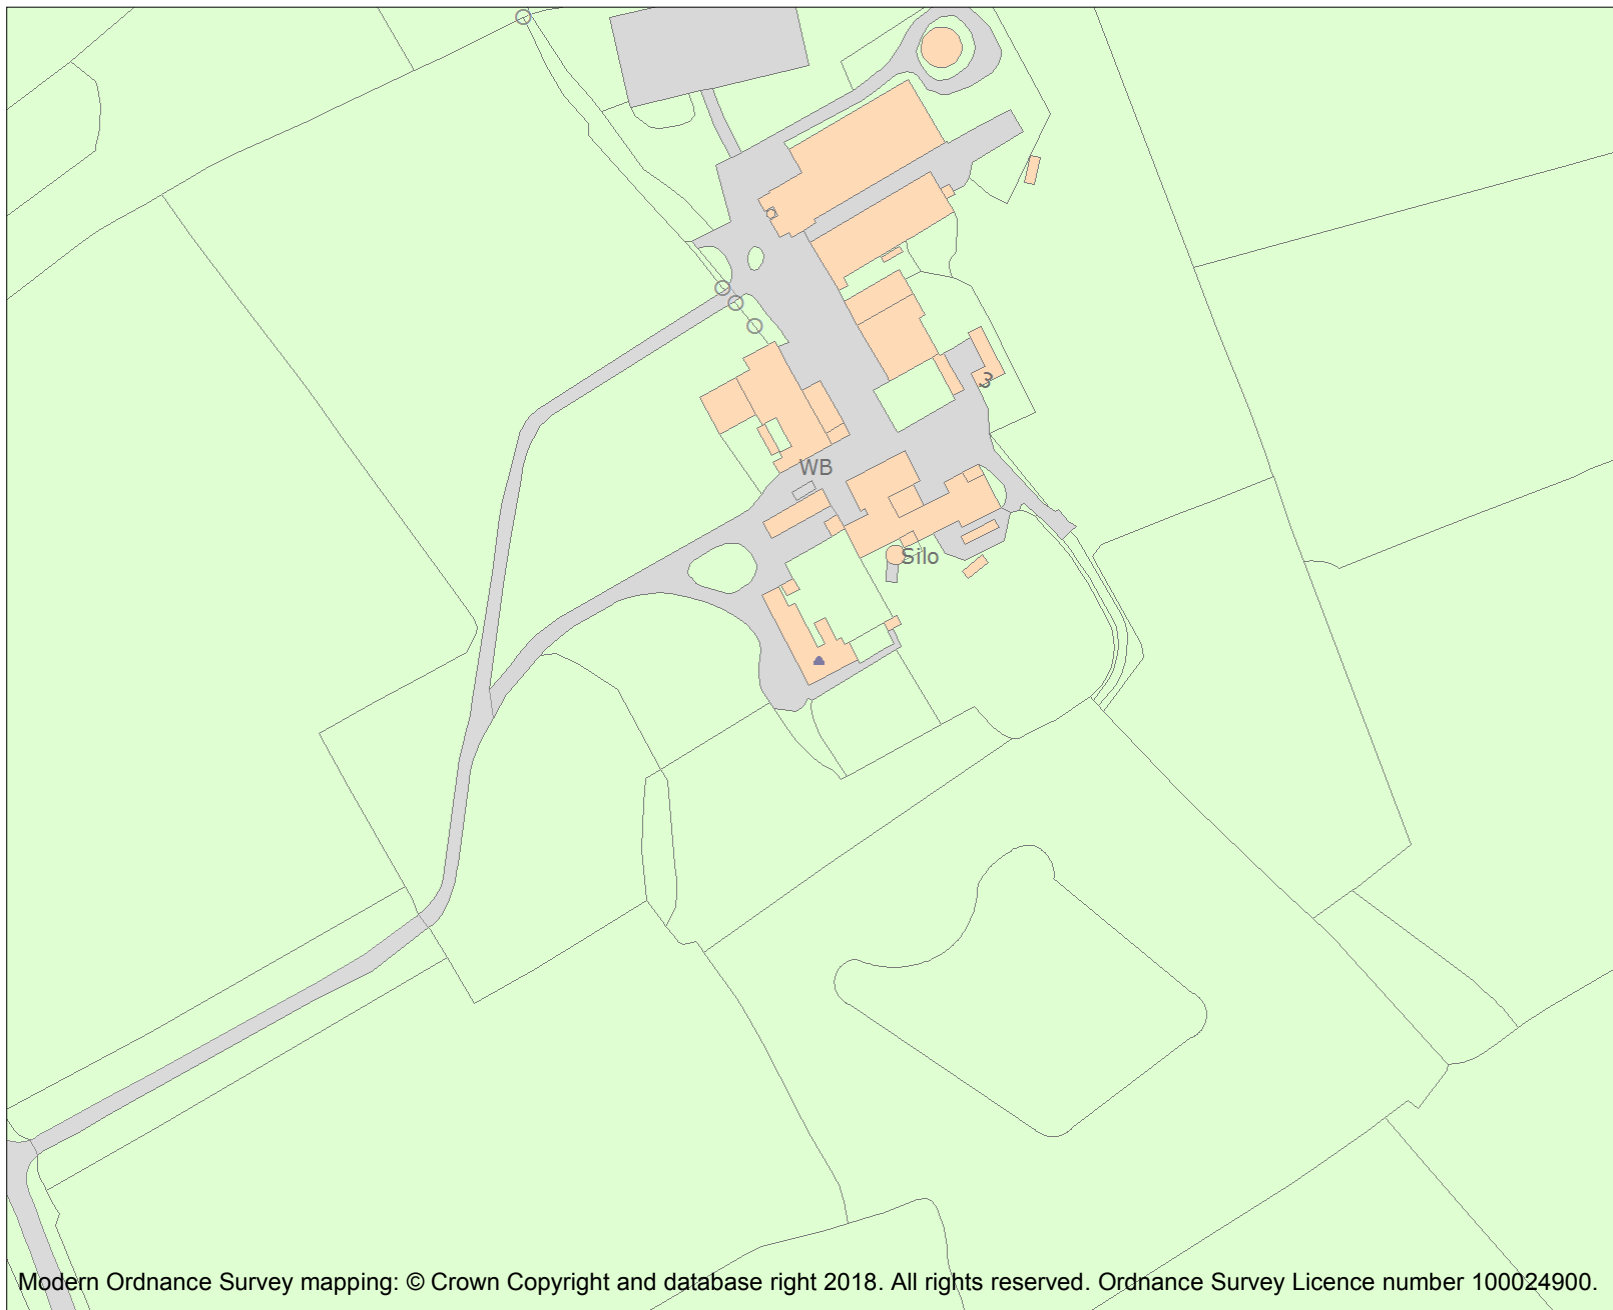 3
WB
Silo
Modern Ordnance Survey mapping: © Crown Copyright and database right 2018. All rights reserved. Ordnance Survey Licence number 100024900.